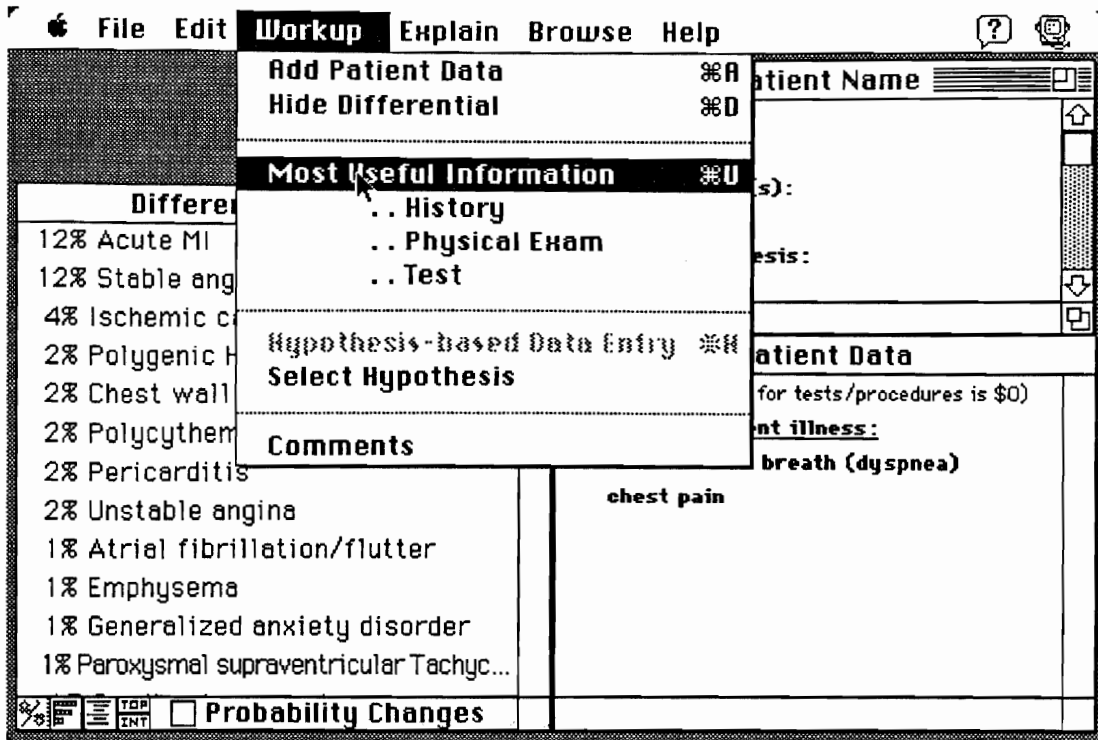 File Edit Workup Explain Browse Help
Add Patient Data ⌘A
Hide Differential ⌘D
Most Useful Information ⌘U
.. History
.. Physical Exam
.. Test
Hypothesis-based Data Entry ⌘H
Select Hypothesis
Comments
Differe
12% Acute MI
12% Stable ang
4% Ischemic c
2% Polygenic H
2% Chest wall
2% Polycythem
2% Pericarditis
2% Unstable angina
1% Atrial fibrillation/flutter
1% Emphysema
1% Generalized anxiety disorder
1% Paroxysmal supraventricular Tachyc...
TOP
INT
Probability Changes
atient Name
(s):
esis:
atient Data
for tests/procedures is $0)
nt illness:
breath (dyspnea)
chest pain